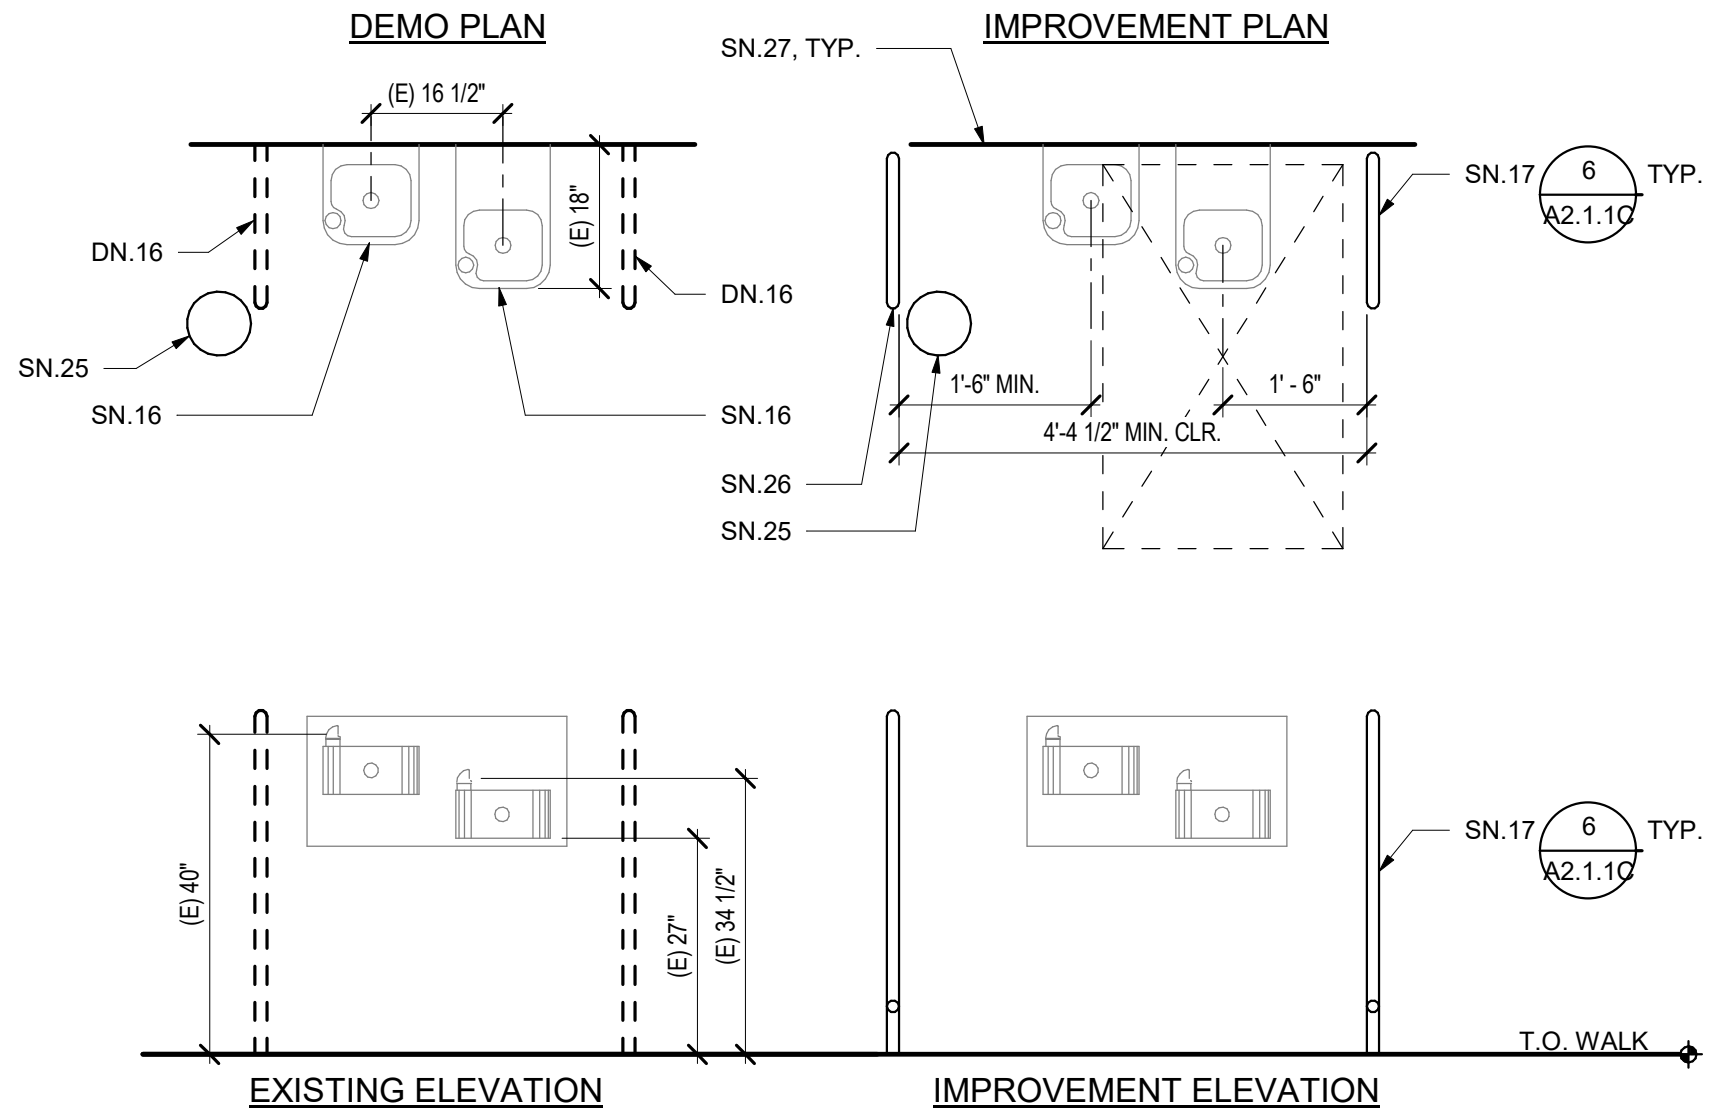 DEMO PLAN
IMPROVEMENT PLAN
SN.27, TYP.
(E) 16 1/2"
(E) 18"
DN.16
DN.16
SN.25
SN.16
SN.16
SN.17
6
A2.1.1C
TYP.
1'-6" MIN.
1' - 6"
4'-4 1/2" MIN. CLR.
SN.26
SN.25
(E) 40"
(E) 27"
(E) 34 1/2"
SN.17
6
A2.1.1C
TYP.
T.O. WALK
EXISTING ELEVATION
IMPROVEMENT ELEVATION